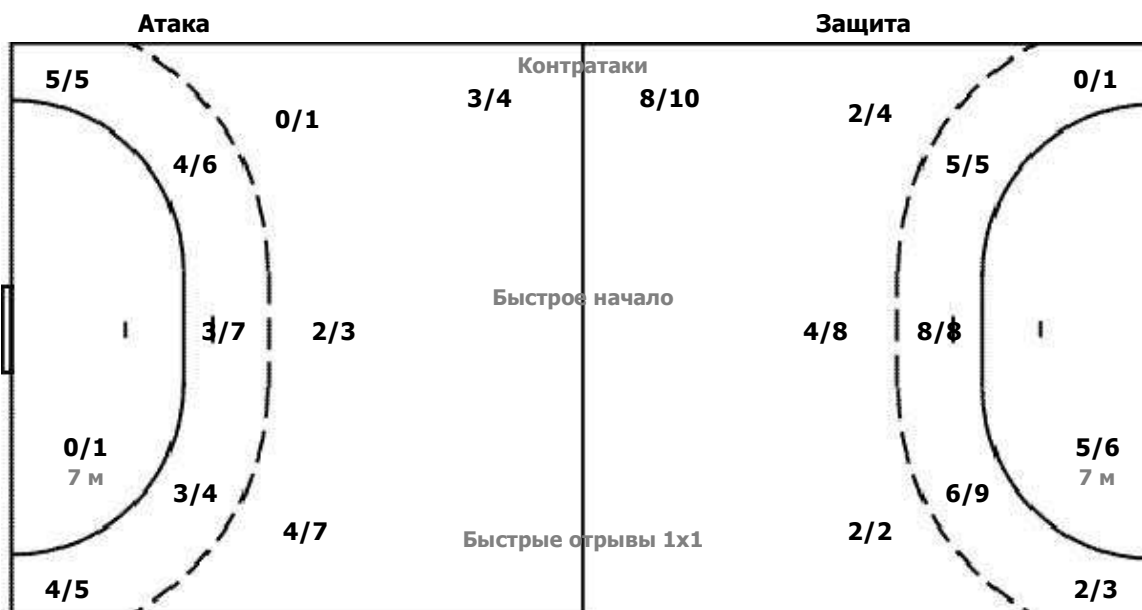 Атака Защита
Контратаки
5/5 0/1
3/4 8/10
0/1 2/4
4/6 5/5
Быстрое начало
3/7 2/3 4/8 8/8
0/1 5/6
7 м 7 м
3/4 6/9
4/7 2/2
Быстрые отрывы 1x1
4/5 2/3